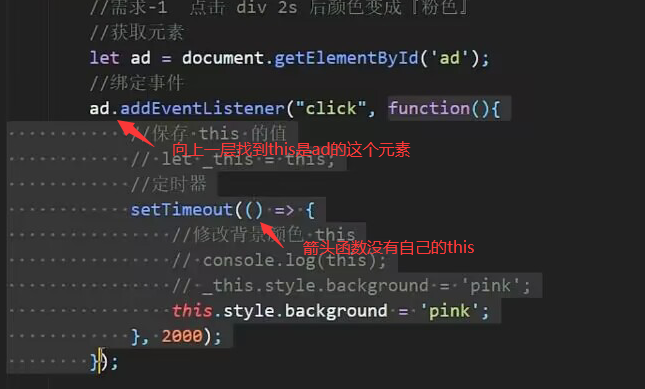 //需求-1  点击 div 2s 后颜色变成『粉色』
//获取元素
let ad = document.getElementById('ad');
//绑定事件
ad.addEventListener("click", function(){
//保存 this 的值
向上一层找到this是ad的这个元素
// let _this = this;
//定时器
setTimeout(() => {
//修改背景颜色 this
箭头函数没有自己的this
// console.log(this);
// _this.style.background = 'pink';
this.style.background = 'pink';
}, 2000);
});